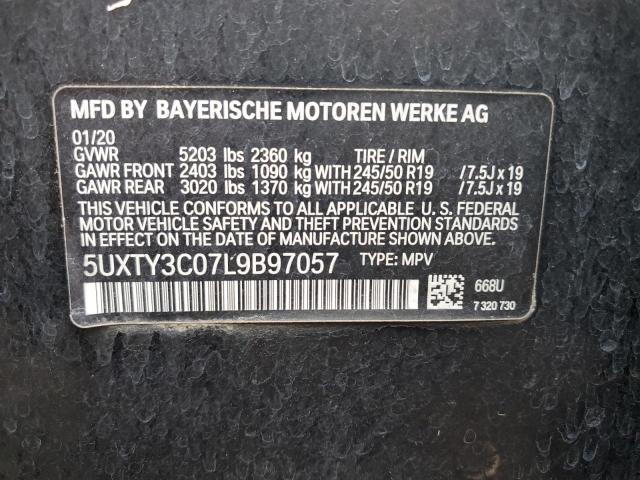 MFD BY BAYERISCHE MOTOREN WERKE AG
01/20
GVWR 5203 lbs 2360 kg TIRE / RIM
GAWR FRONT 2403 lbs 1090 kg WITH 245/50 R19 /7.5J x 19
GAWR REAR 3020 lbs 1370 kg WITH 245/50 R19 /7.5J x 19
THIS VEHICLE CONFORMS TO ALL APPLICABLE U. S. FEDERAL
MOTOR VEHICLE SAFETY AND THEFT PREVENTION STANDARDS
IN EFFECT ON THE DATE OF MANUFACTURE SHOWN ABOVE.
5UXTY3C07L9B97057 TYPE: MPV
668U
7 320 730